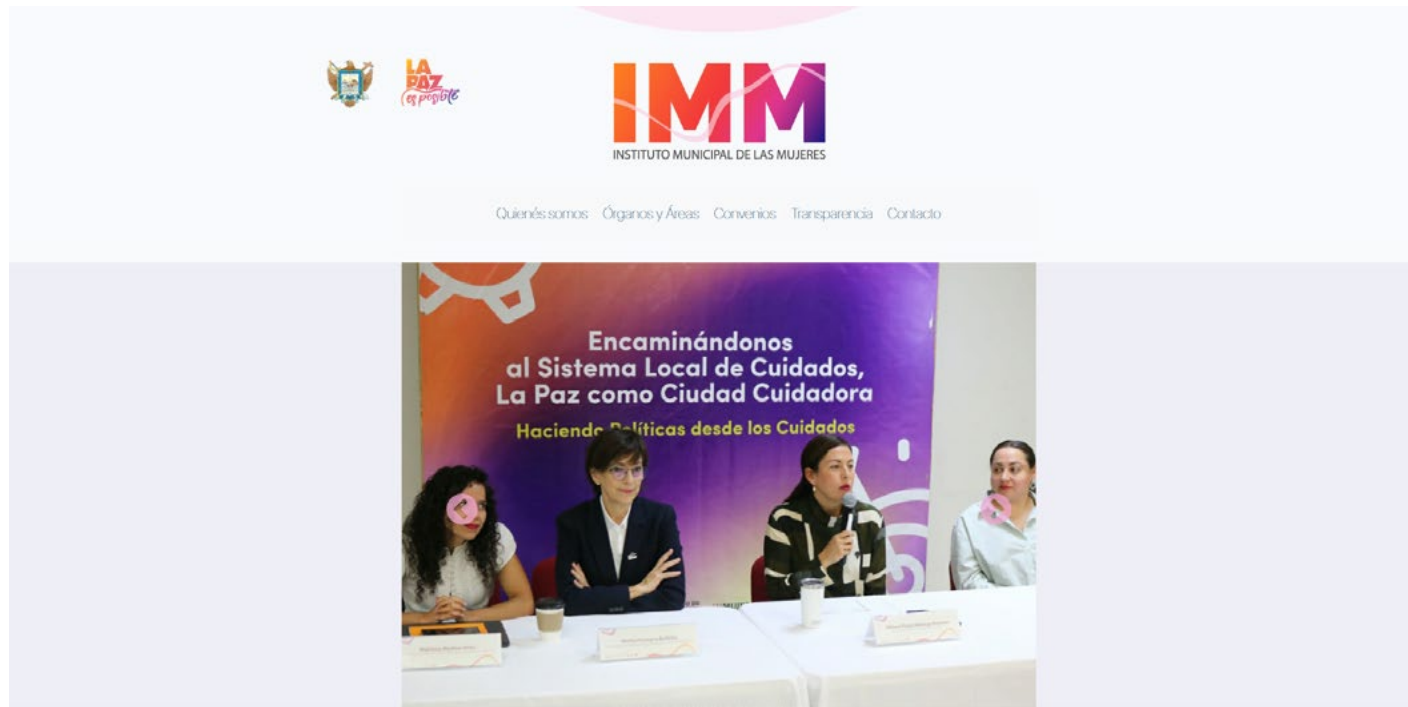 LA
PAZ
es posible
IMM
INSTITUTO MUNICIPAL DE LAS MUJERES
Quienés somos Órganos y Áreas Convenios Transparencia Contacto
Encaminándonos
al Sistema Local de Cuidados,
La Paz como Ciudad Cuidadora
Haciendo Políticas desde los Cuidados